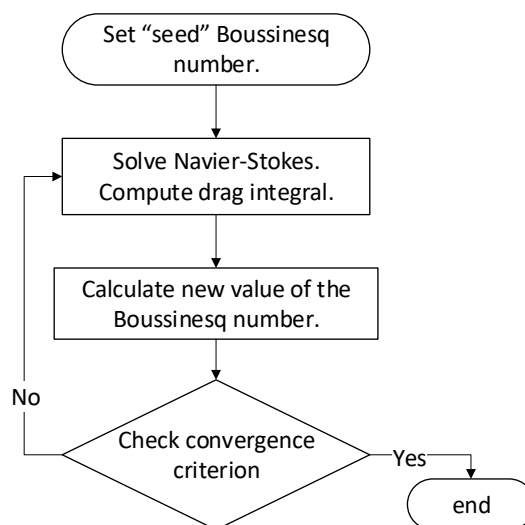 Set “seed” Boussinesq
number.
Solve Navier-Stokes.
Compute drag integral.
Calculate new value of the
Boussinesq number.
No
Check convergence
criterion
Yes
end